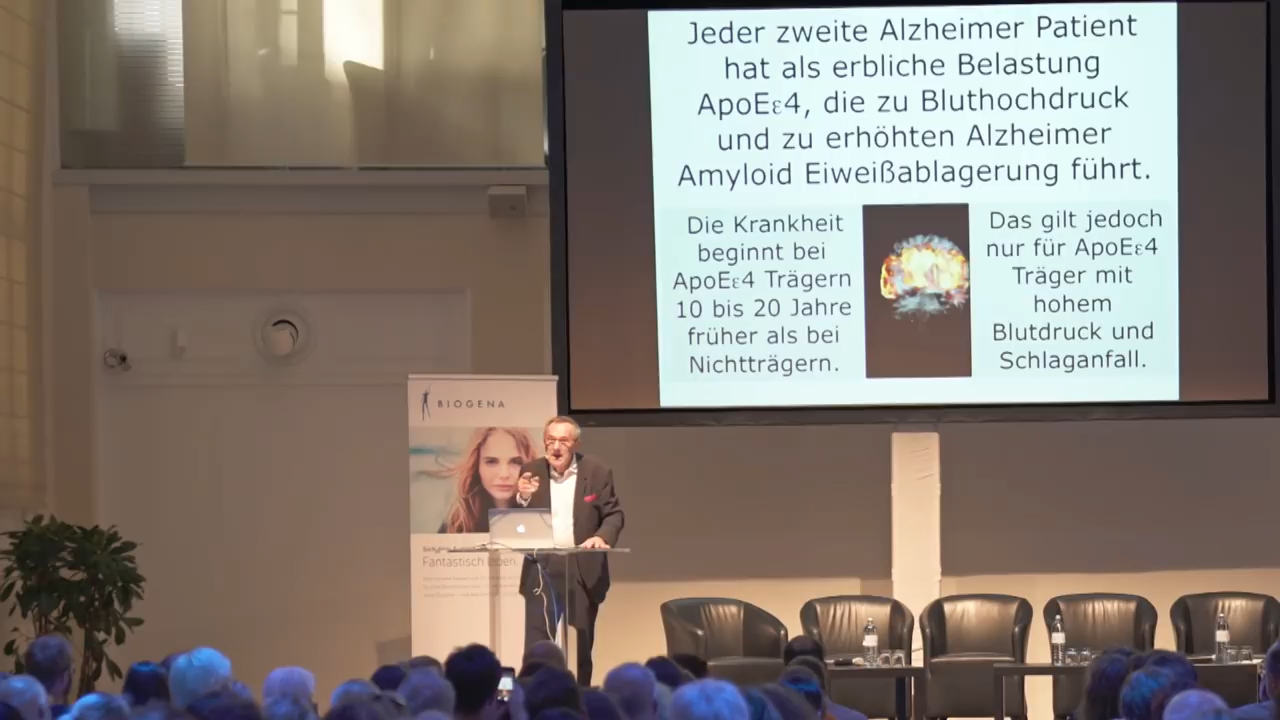 Jeder zweite Alzheimer Patient
hat als erbliche Belastung
ApoEε4, die zu Bluthochdruck
und zu erhöhten Alzheimer
Amyloid Eiweißablagerung führt.
Die Krankheit
beginnt bei
ApoEε4 Trägern
10 bis 20 Jahre
früher als bei
Nichtträgern.
Das gilt jedoch
nur für ApoEε4
Träger mit
hohem
Blutdruck und
Schlaganfall.
BIOGENA
Fantastisch leben.